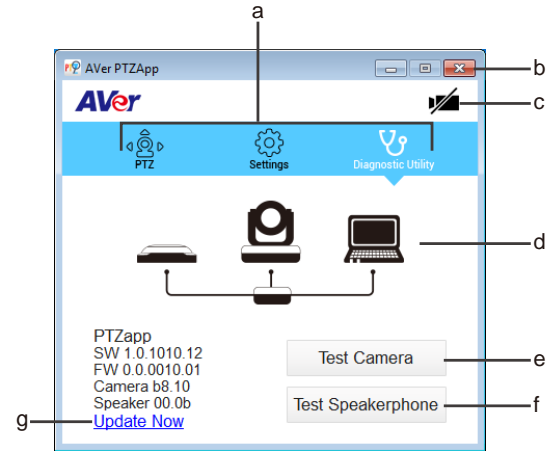 a
AVer PTZApp
b
AVer
c
PTZ
Settings
Diagnostic Utility
d
PTZapp
SW 1.0.1010.12
FW 0.0.0010.01
Camera b8.10
Speaker 00.0b
Update Now
Test Camera
e
Test Speakerphone
f
g